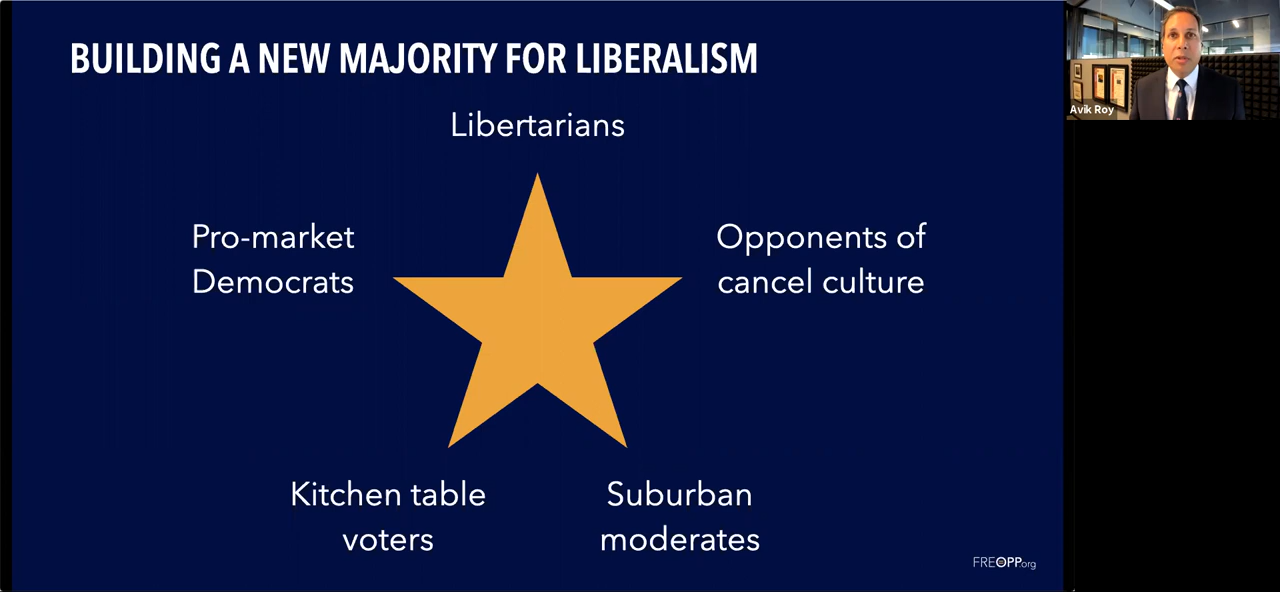 BUILDING A NEW MAJORITY FOR LIBERALISM
Libertarians
Pro-market
Democrats
Opponents of
cancel culture
Kitchen table
voters
Suburban
moderates
FREOPP.org
Avik Roy